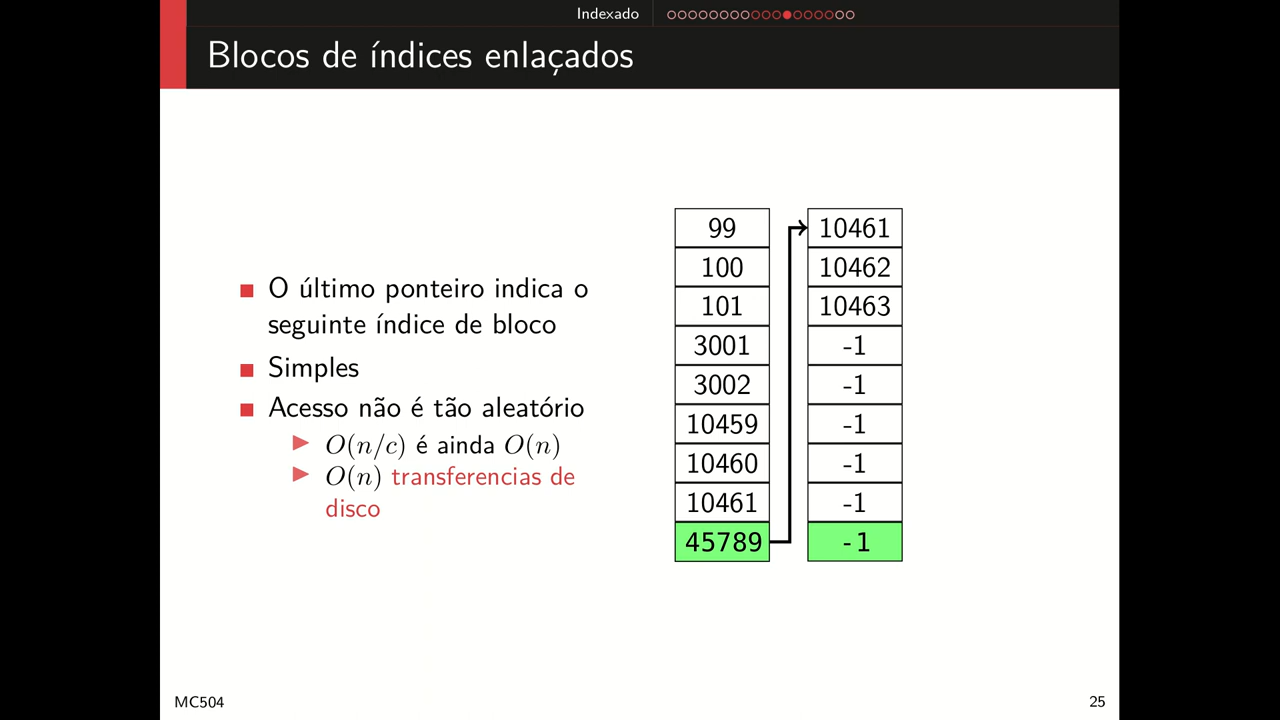 Indexado
Blocos de índices enlaçados
O último ponteiro indica o
seguinte índice de bloco
Simples
Acesso não é tão aleatório
O(n/c) é ainda O(n)
O(n) transferencias de
disco
99
100
101
3001
3002
10459
10460
10461
45789
10461
10462
10463
-1
-1
-1
-1
-1
-1
MC504
25